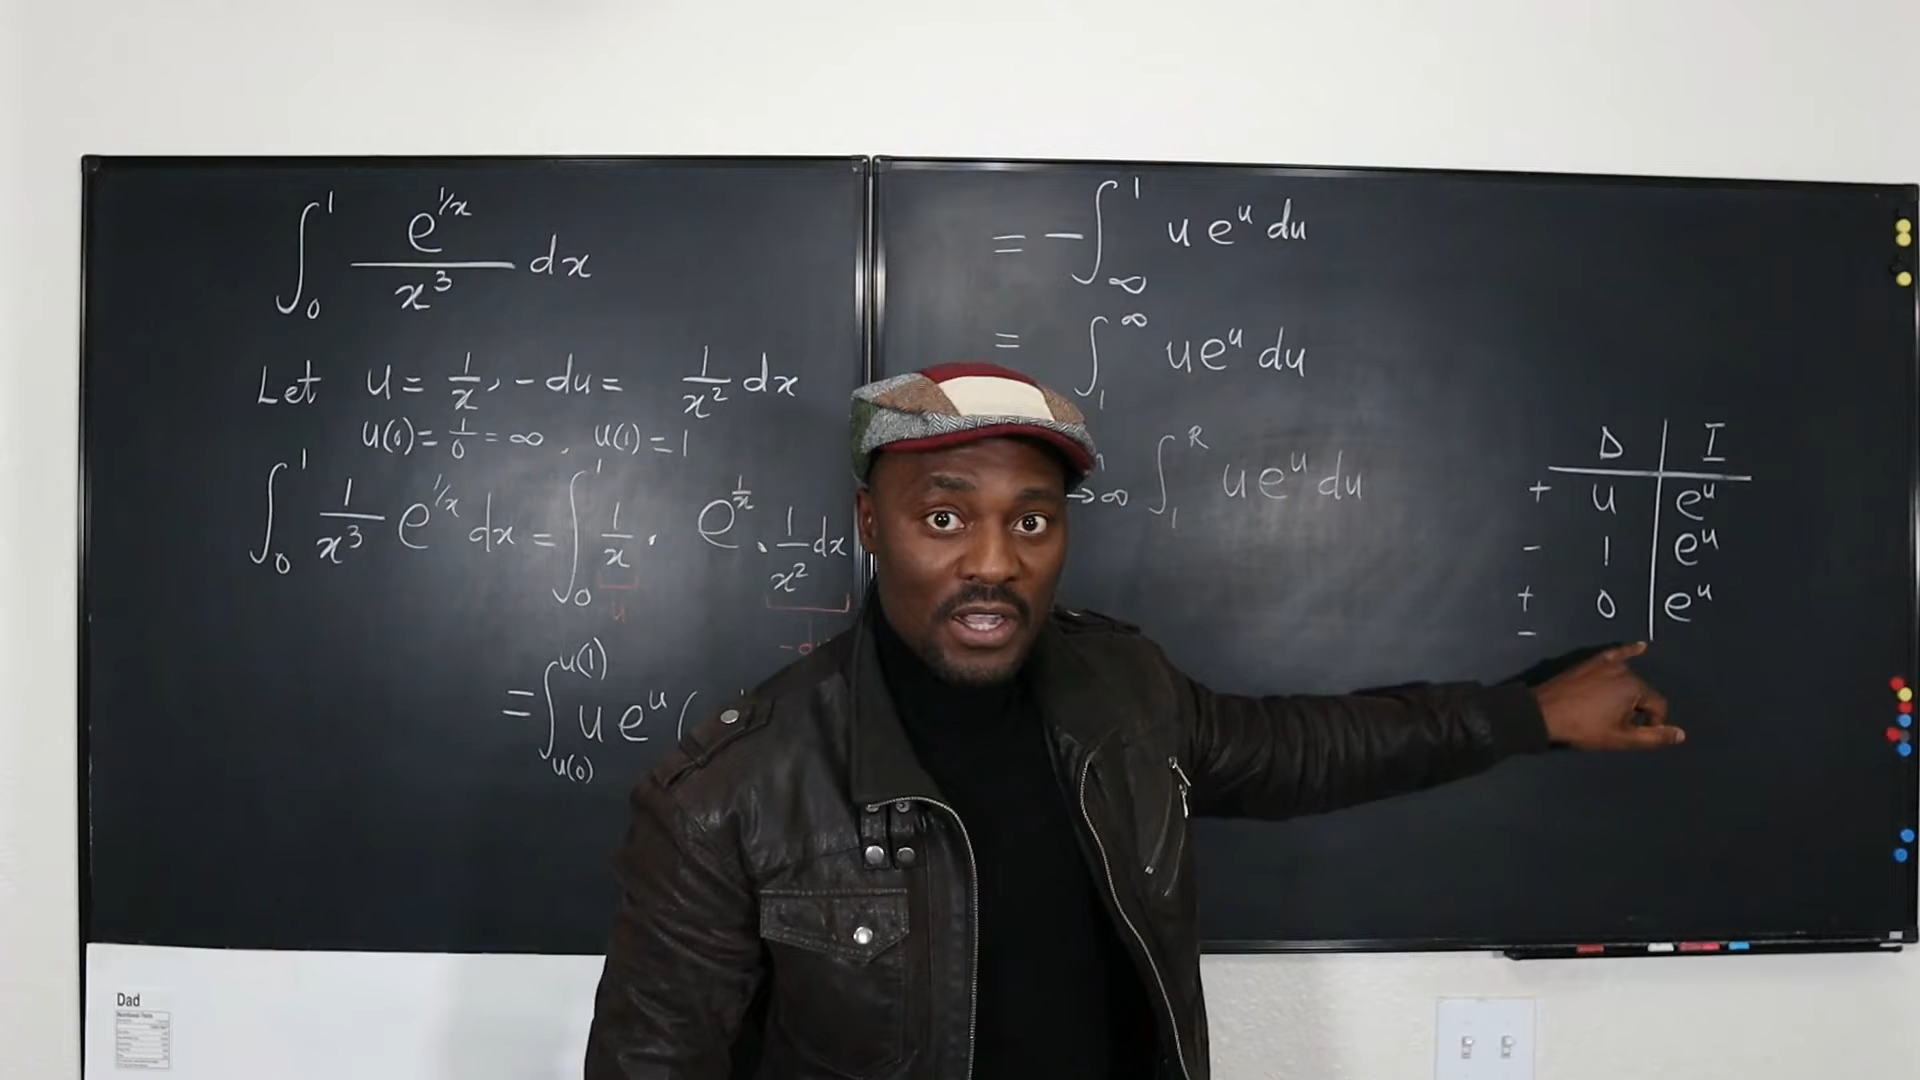 ∫₀¹ e^(1/x) / x³ dx
Let u = 1/x, -du = 1/x² dx
u(0) = 1/0 = ∞, u(1) = 1
∫₀¹ 1/x³ e^(1/x) dx = ∫₀¹ 1/x · e^(1/x) · 1/x² dx
u
= ∫_u(0)^u(1) u e^u (
= -∫_∞^1 u e^u du
= ∫_1^∞ u e^u du
→∞ ∫_1^R u e^u du
D I
+ u e^u
- 1 e^u
+ 0 e^u
-
Dad